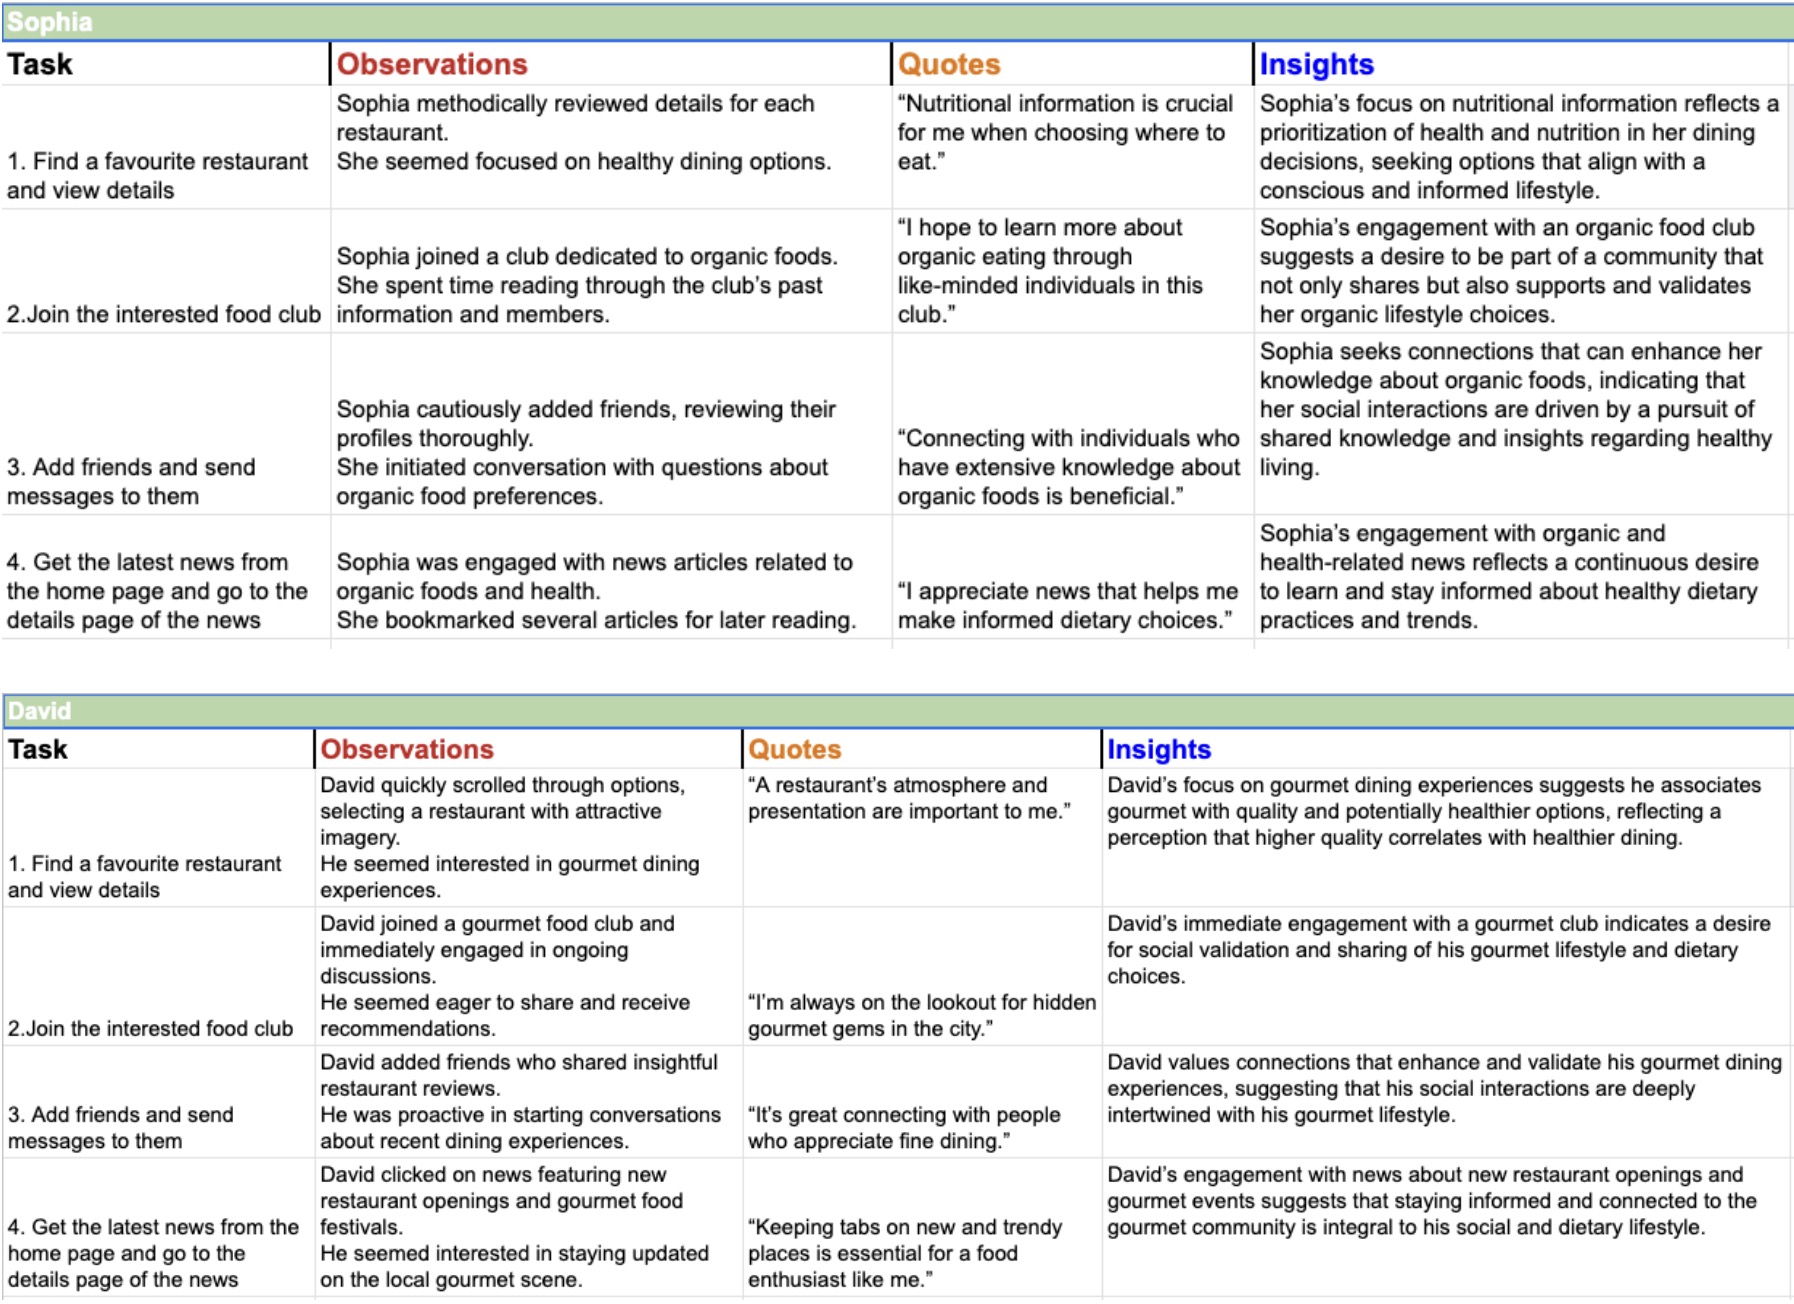 Sophia
Task
Observations
Quotes
Insights
1. Find a favourite restaurant
and view details
Sophia methodically reviewed details for each
restaurant.
She seemed focused on healthy dining options.
“Nutritional information is crucial
for me when choosing where to
eat.”
Sophia’s focus on nutritional information reflects a
prioritization of health and nutrition in her dining
decisions, seeking options that align with a
conscious and informed lifestyle.
2.Join the interested food club
Sophia joined a club dedicated to organic foods.
She spent time reading through the club’s past
information and members.
“I hope to learn more about
organic eating through
like-minded individuals in this
club.”
Sophia’s engagement with an organic food club
suggests a desire to be part of a community that
not only shares but also supports and validates
her organic lifestyle choices.
3. Add friends and send
messages to them
Sophia cautiously added friends, reviewing their
profiles thoroughly.
She initiated conversation with questions about
organic food preferences.
“Connecting with individuals who
have extensive knowledge about
organic foods is beneficial.”
Sophia seeks connections that can enhance her
knowledge about organic foods, indicating that
her social interactions are driven by a pursuit of
shared knowledge and insights regarding healthy
living.
4. Get the latest news from
the home page and go to the
details page of the news
Sophia was engaged with news articles related to
organic foods and health.
She bookmarked several articles for later reading.
“I appreciate news that helps me
make informed dietary choices.”
Sophia’s engagement with organic and
health-related news reflects a continuous desire
to learn and stay informed about healthy dietary
practices and trends.
David
Task
Observations
Quotes
Insights
1. Find a favourite restaurant
and view details
David quickly scrolled through options,
selecting a restaurant with attractive
imagery.
He seemed interested in gourmet dining
experiences.
“A restaurant’s atmosphere and
presentation are important to me.”
David’s focus on gourmet dining experiences suggests he associates
gourmet with quality and potentially healthier options, reflecting a
perception that higher quality correlates with healthier dining.
2.Join the interested food club
David joined a gourmet food club and
immediately engaged in ongoing
discussions.
He seemed eager to share and receive
recommendations.
“I’m always on the lookout for hidden
gourmet gems in the city.”
David’s immediate engagement with a gourmet club indicates a desire
for social validation and sharing of his gourmet lifestyle and dietary
choices.
3. Add friends and send
messages to them
David added friends who shared insightful
restaurant reviews.
He was proactive in starting conversations
about recent dining experiences.
“It’s great connecting with people
who appreciate fine dining.”
David values connections that enhance and validate his gourmet dining
experiences, suggesting that his social interactions are deeply
intertwined with his gourmet lifestyle.
4. Get the latest news from the
home page and go to the
details page of the news
David clicked on news featuring new
restaurant openings and gourmet food
festivals.
He seemed interested in staying updated
on the local gourmet scene.
“Keeping tabs on new and trendy
places is essential for a food
enthusiast like me.”
David’s engagement with news about new restaurant openings and
gourmet events suggests that staying informed and connected to the
gourmet community is integral to his social and dietary lifestyle.